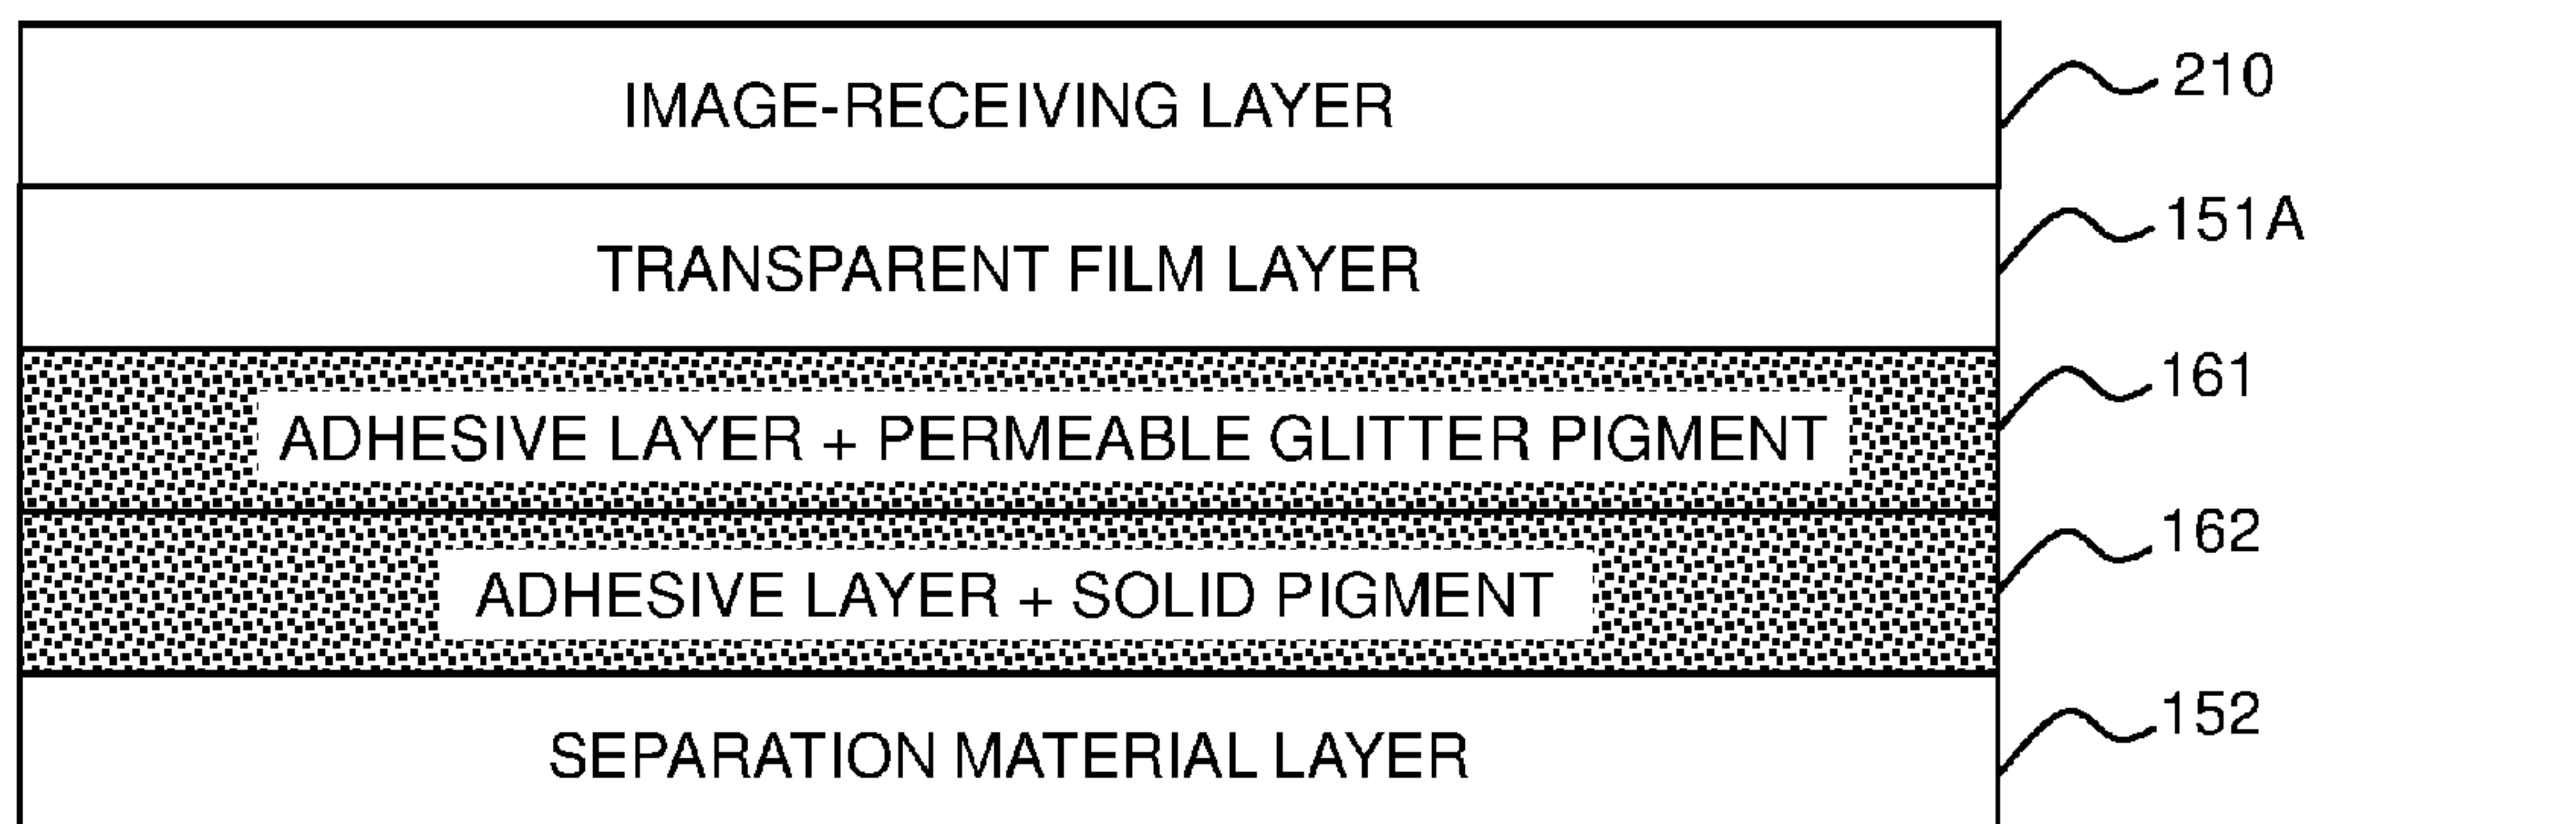 IMAGE-RECEIVING LAYER 210
TRANSPARENT FILM LAYER 151A
ADHESIVE LAYER + PERMEABLE GLITTER PIGMENT 161
ADHESIVE LAYER + SOLID PIGMENT 162
SEPARATION MATERIAL LAYER 152